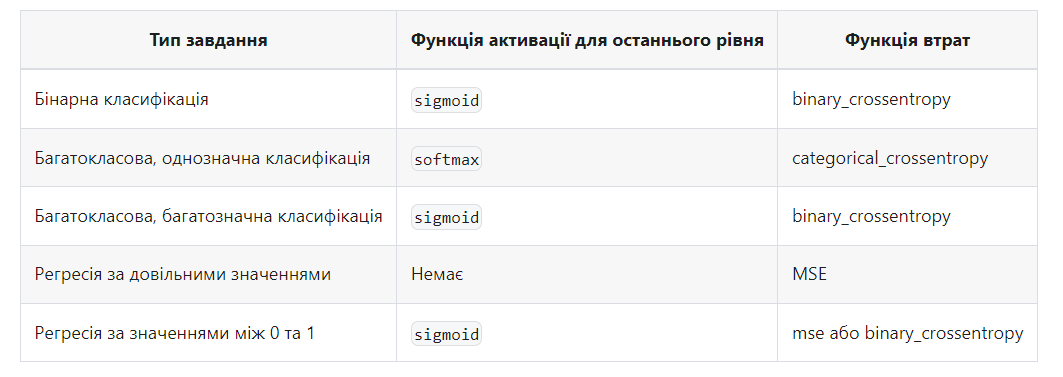 Тип завдання Функція активації для останнього рівня Функція втрат
Бінарна класифікація sigmoid binary_crossentropy
Багатокласова, однозначна класифікація softmax categorical_crossentropy
Багатокласова, багатозначна класифікація sigmoid binary_crossentropy
Регресія за довільними значеннями Немає MSE
Регресія за значеннями між 0 та 1 sigmoid mse або binary_crossentropy